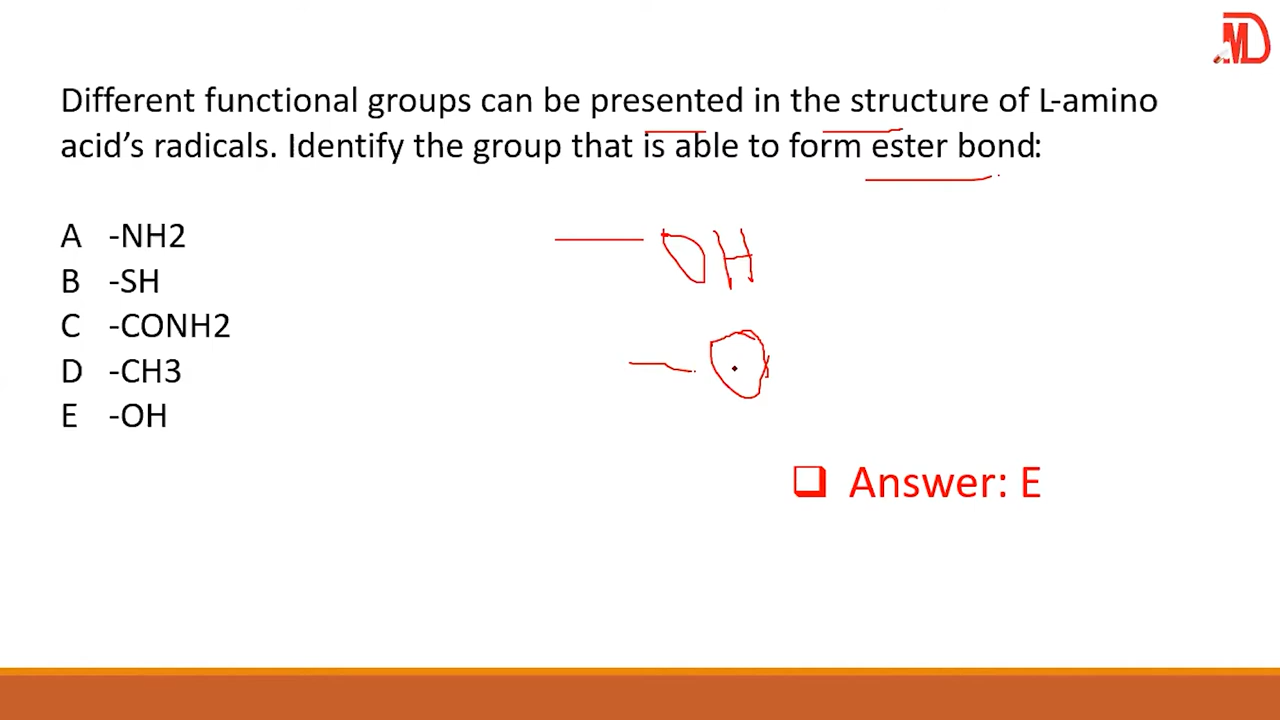 MD
Different functional groups can be presented in the structure of L-amino
acid’s radicals. Identify the group that is able to form ester bond:
A -NH2
B -SH
C -CONH2
D -CH3
E -OH
OH
Answer: E